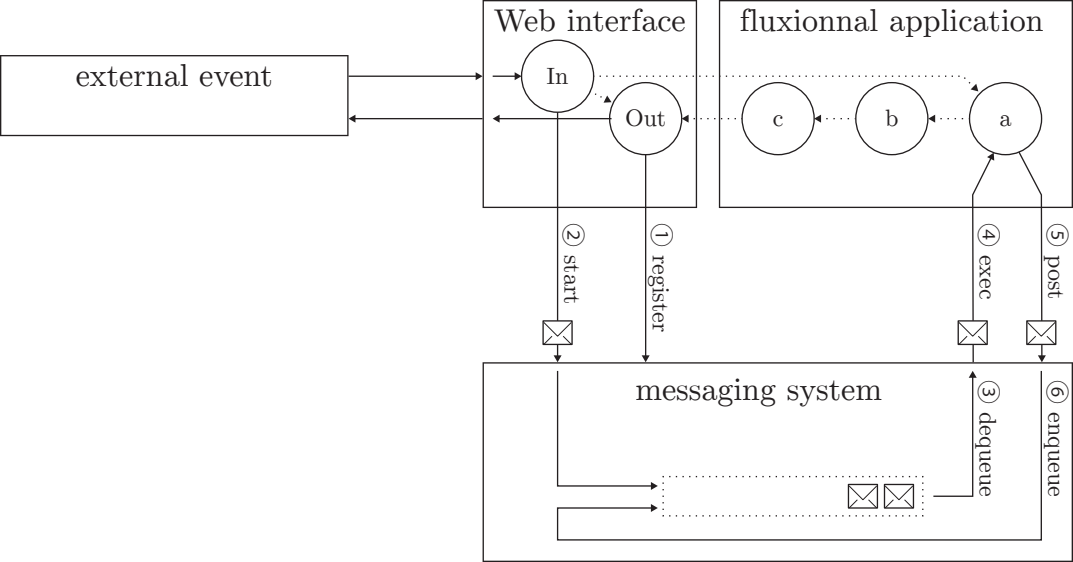 Web interface
fluxionnal application
external event
In
Out
c
b
a
② start
① register
④ exec
⑤ post
messaging system
③ dequeue
⑥ enqueue